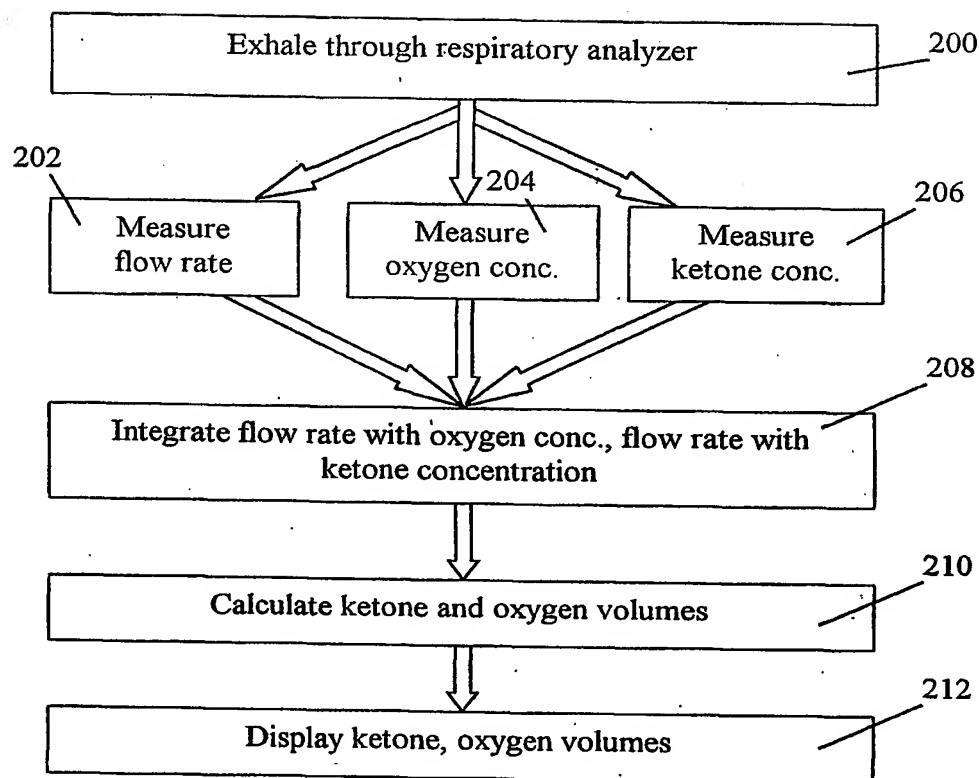 Exhale through respiratory analyzer
200
202
204
206
Measure
flow rate
Measure
oxygen conc.
Measure
ketone conc.
208
Integrate flow rate with oxygen conc., flow rate with
ketone concentration
210
Calculate ketone and oxygen volumes
212
Display ketone, oxygen volumes